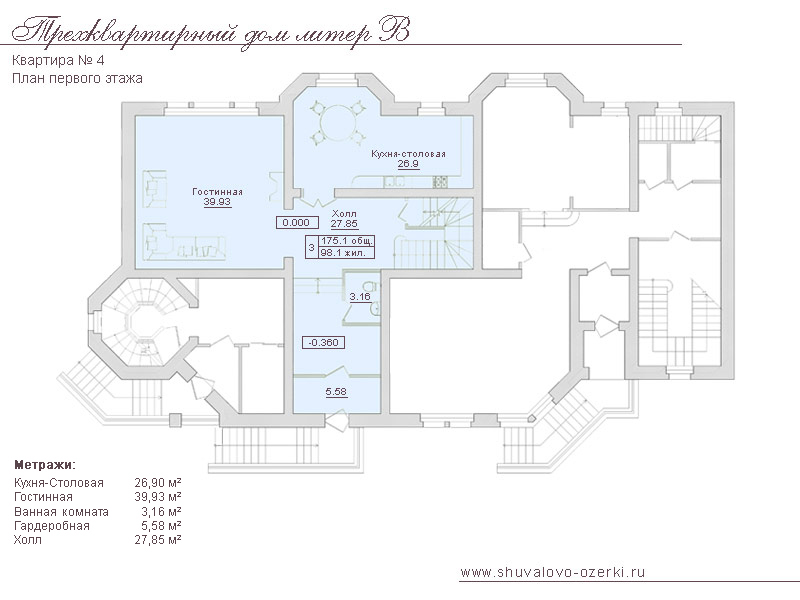 Трехквартирный дом литер В
Квартира № 4
План первого этажа
Кухня-столовая
26.9
Гостинная
39.93
Холл
27.85
0.000
3
175.1 общ.
98.1 жил.
3.16
-0.360
5.58
Метражи:
Кухня-Столовая 26,90 м²
Гостинная 39,93 м²
Ванная комната 3,16 м²
Гардеробная 5,58 м²
Холл 27,85 м²
www.shuvalovo-ozerki.ru